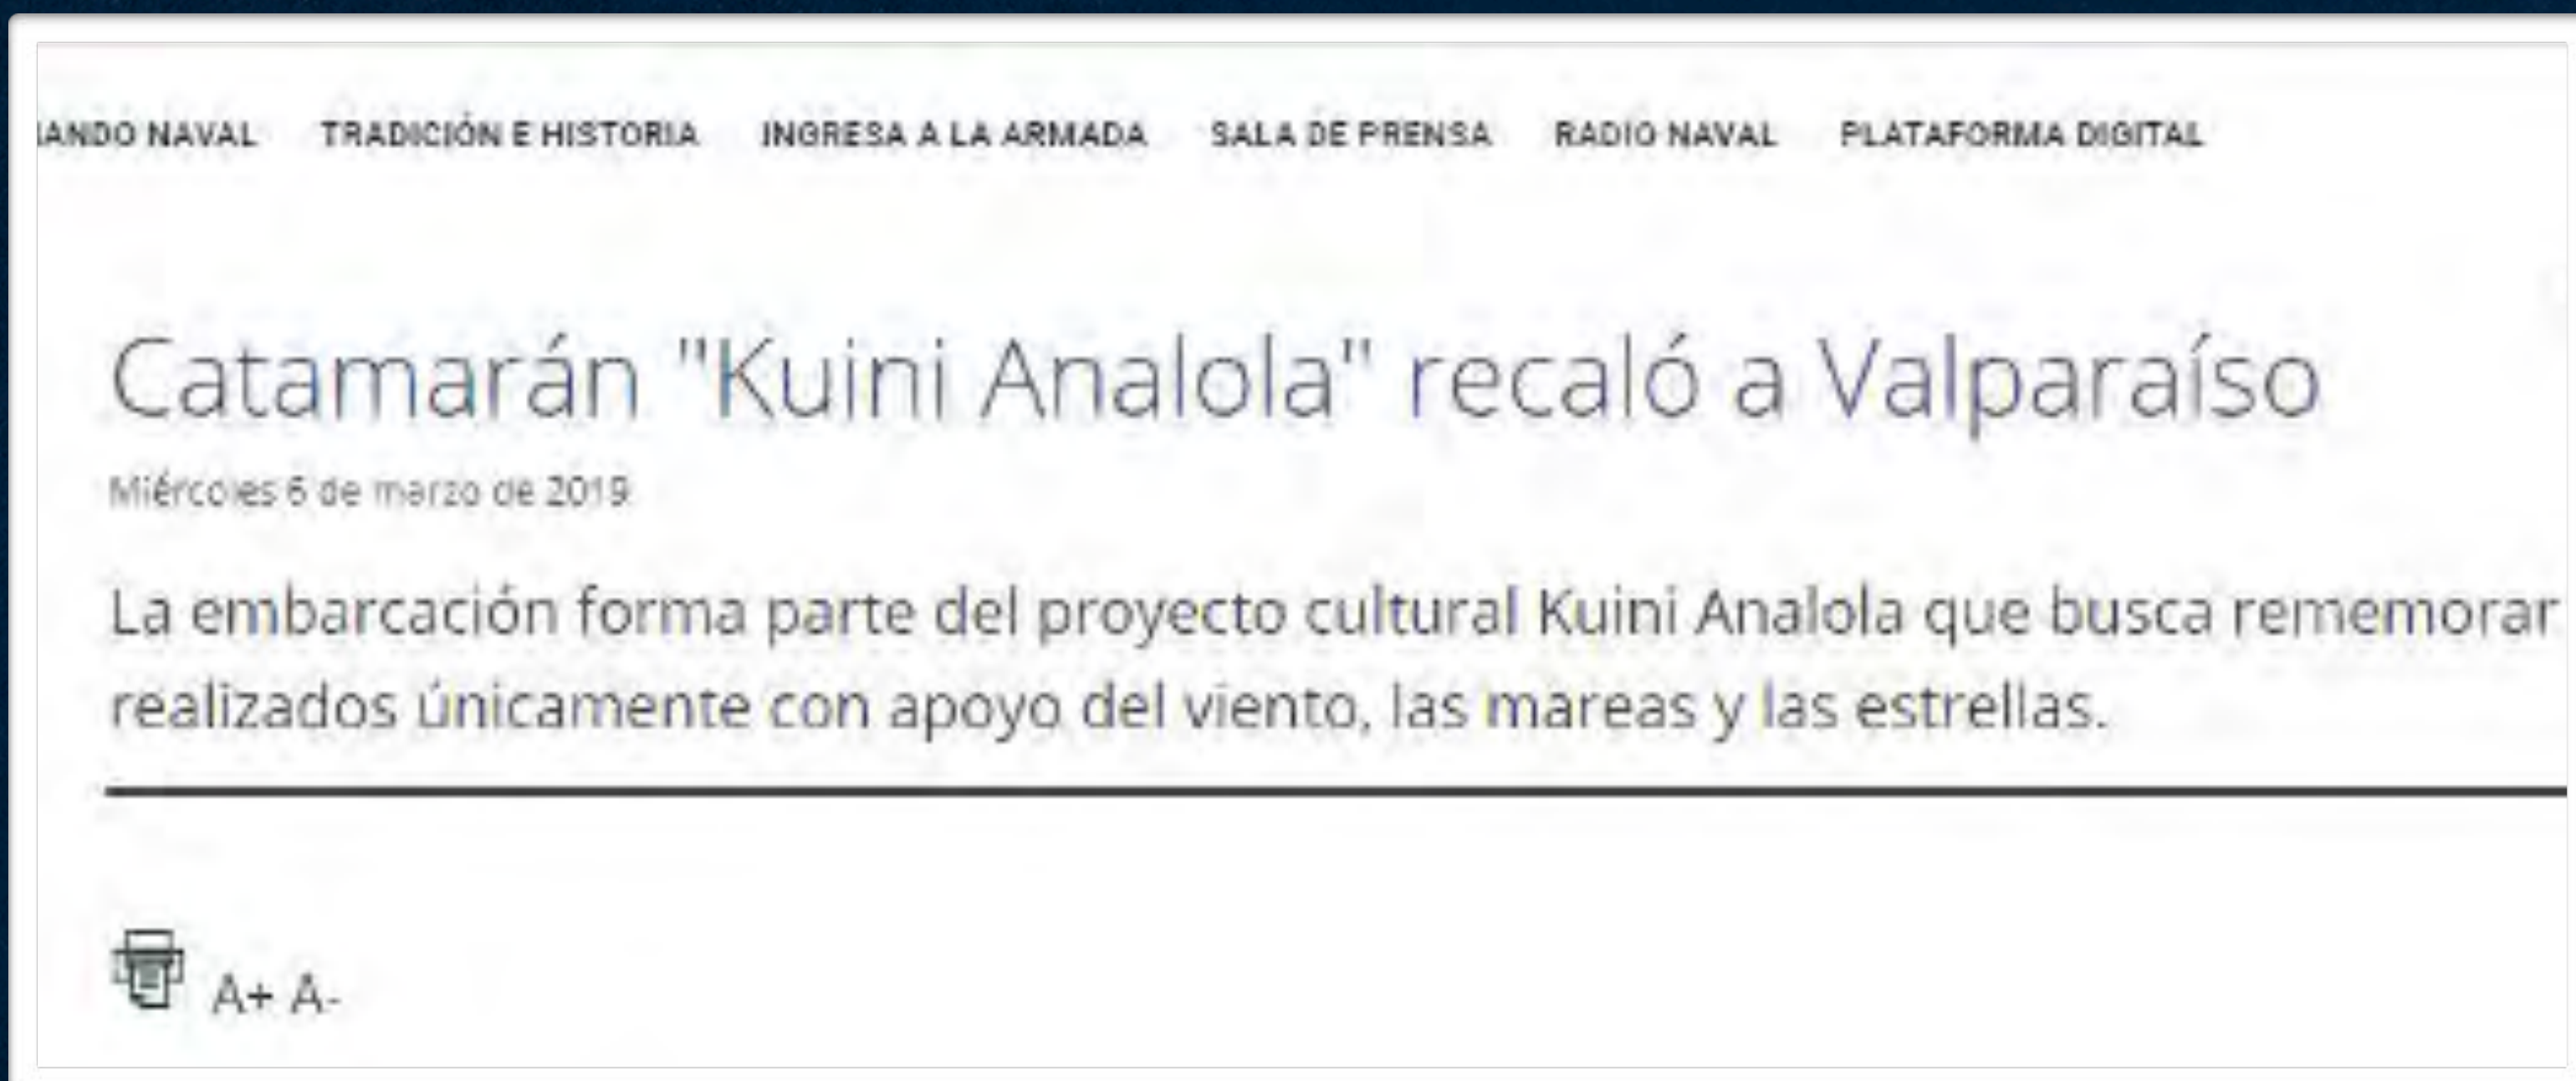 ANDO NAVAL TRADICIÓN E HISTORIA INGRESA A LA ARMADA SALA DE PRENSA RADIO NAVAL PLATAFORMA DIGITAL
Catamarán "Kuini Analola" recaló a Valparaíso
Miércoles 6 de marzo de 2019
La embarcación forma parte del proyecto cultural Kuini Analola que busca rememorar
realizados únicamente con apoyo del viento, las mareas y las estrellas.
A+ A-